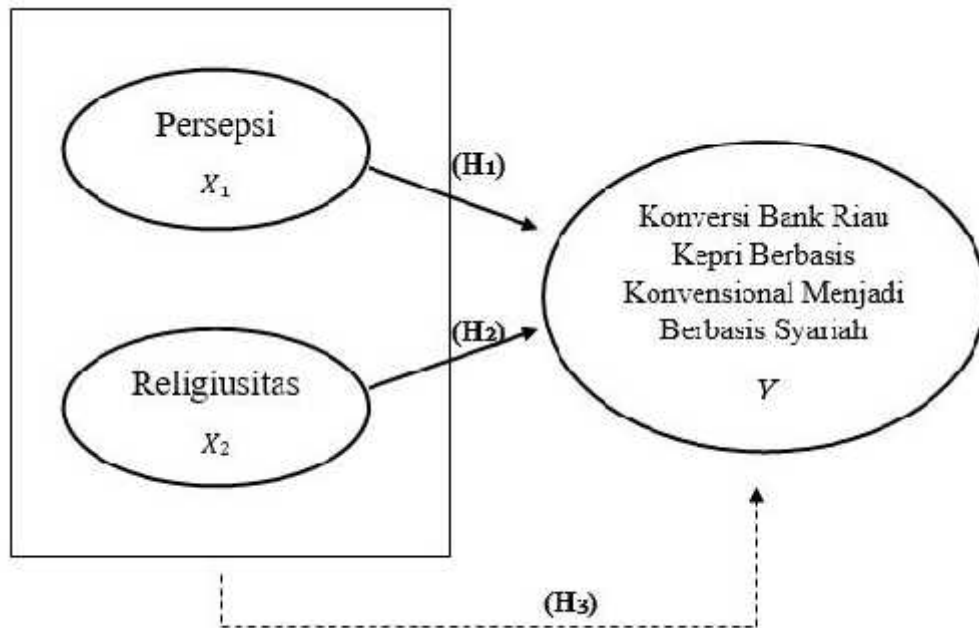 Persepsi
X₁
(H1)
Konversi Bank Riau
Kepri Berbasis
Konvensional Menjadi
Berbasis Syariah
Y
(H2)
Religiusitas
X₂
(H3)